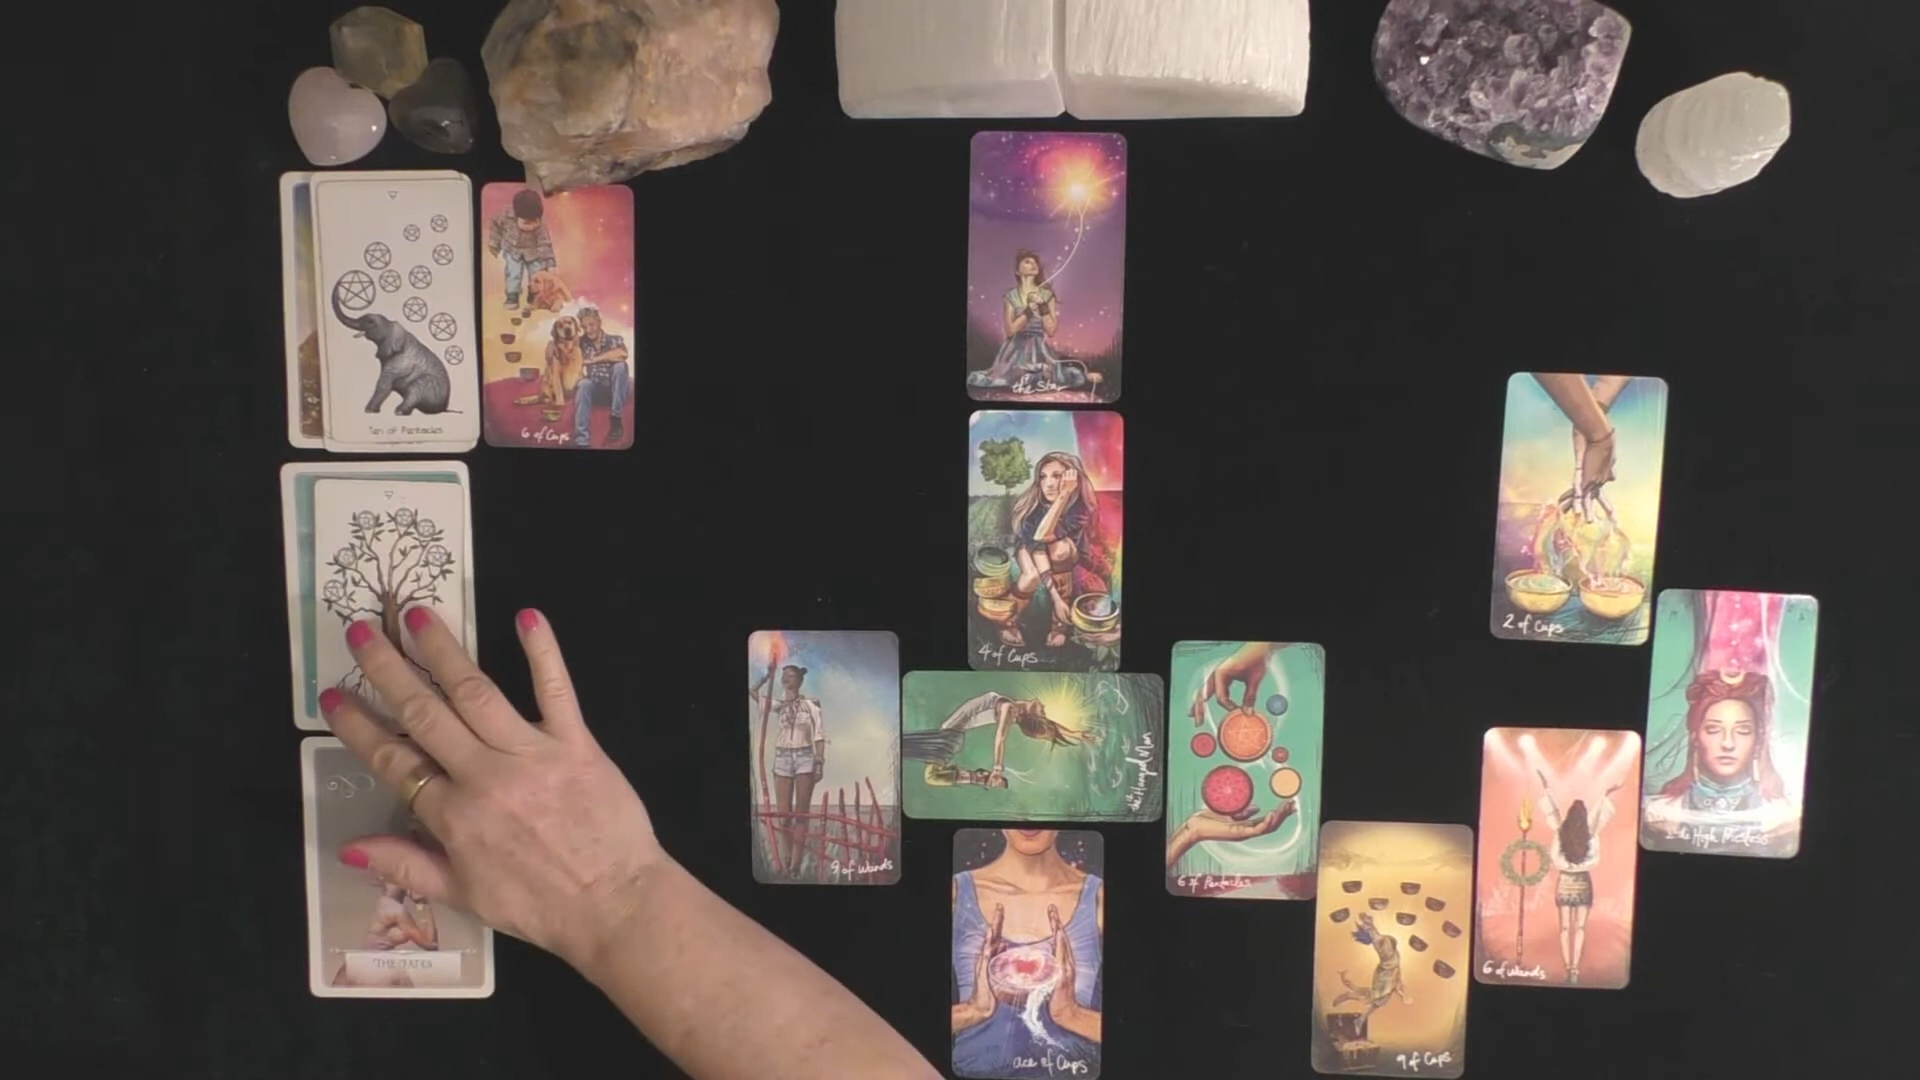 Ten of Pentacles
6 of Cups
the Star
4 of Cups
2 of Cups
9 of Wands
the Hanged Man
6 of Pentacles
the High Priestess
6 of Wands
THE FATES
ace of Cups
9 of Cups